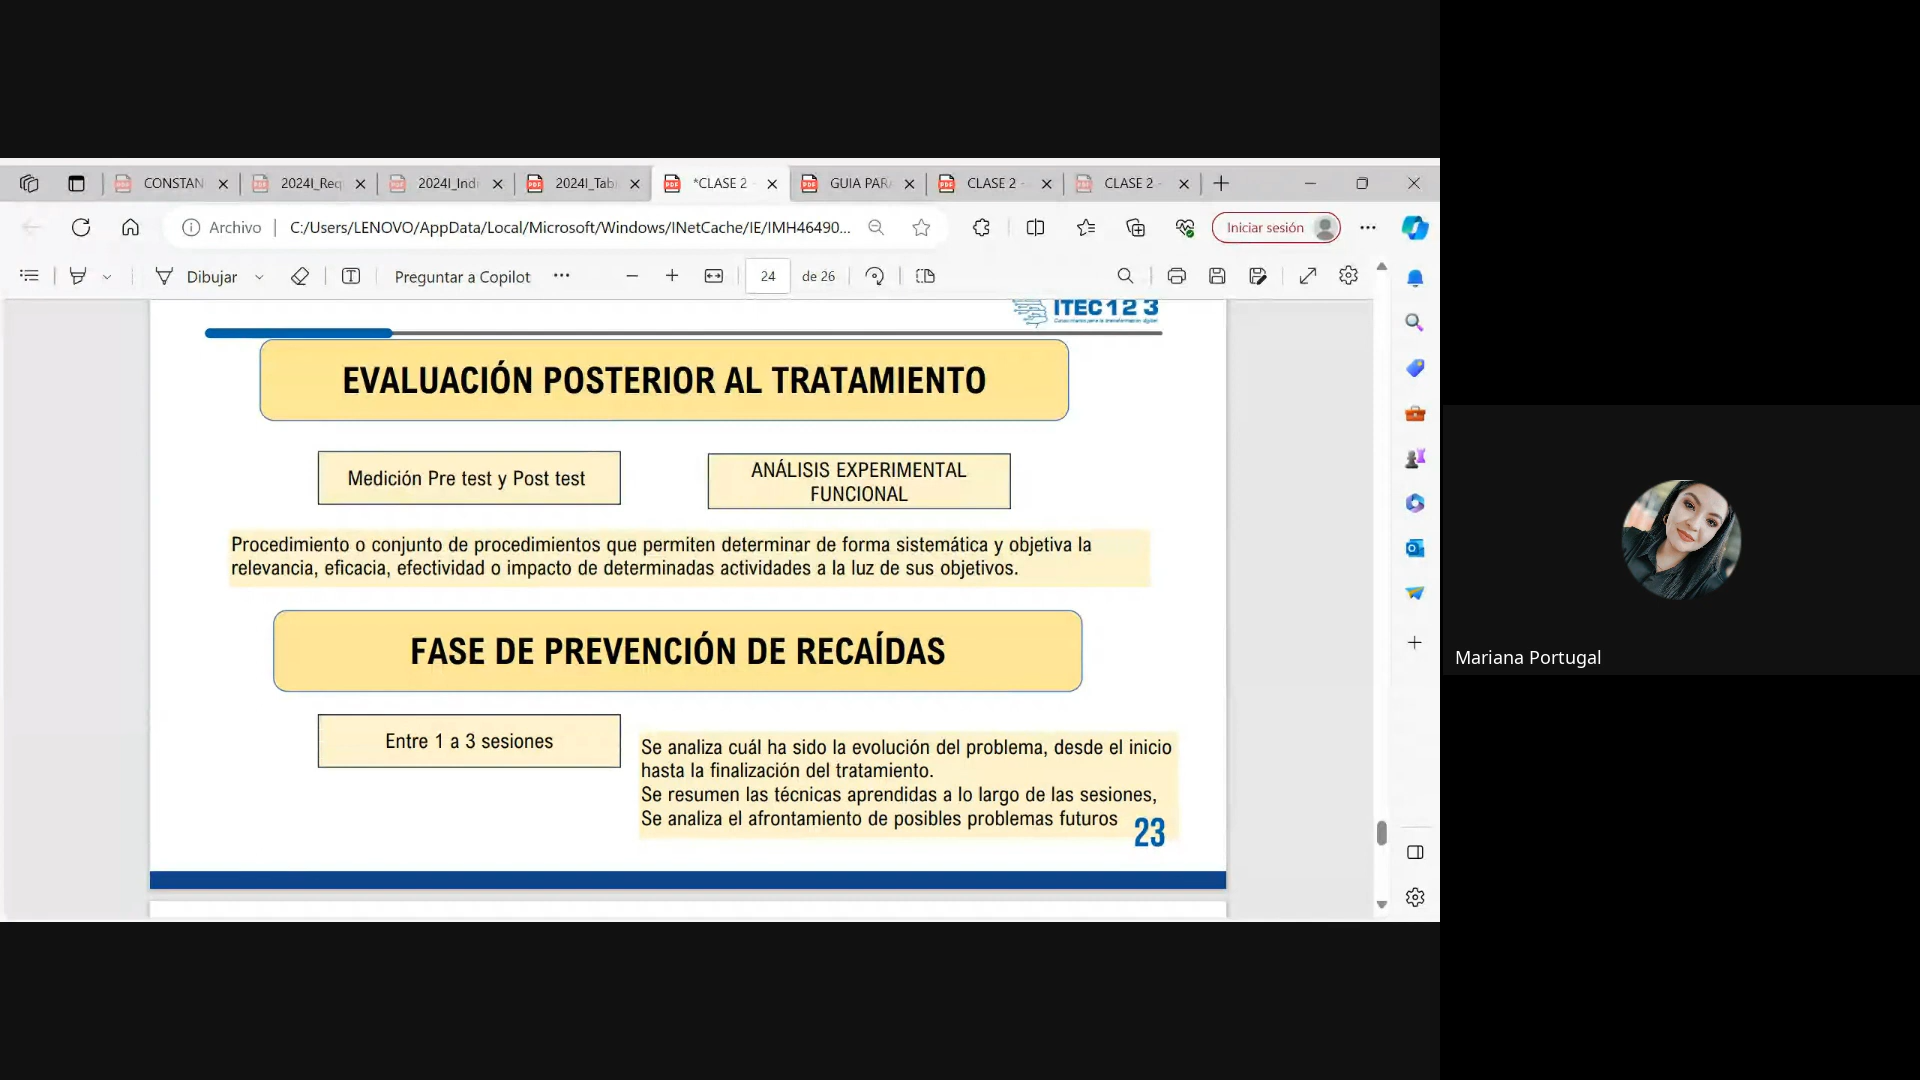 CONSTAN
2024I_Req
2024I_Indi
2024I_Tab
*CLASE 2
GUIA PAR
CLASE 2 -
CLASE 2 -
Archivo
C:/Users/LENOVO/AppData/Local/Microsoft/Windows/INetCache/IE/IMH46490...
Iniciar sesión
Dibujar
Preguntar a Copilot
24
de 26
ITEC 1 2 3
EVALUACIÓN POSTERIOR AL TRATAMIENTO
Medición Pre test y Post test
ANÁLISIS EXPERIMENTAL
FUNCIONAL
Procedimiento o conjunto de procedimientos que permiten determinar de forma sistemática y objetiva la
relevancia, eficacia, efectividad o impacto de determinadas actividades a la luz de sus objetivos.
FASE DE PREVENCIÓN DE RECAÍDAS
Entre 1 a 3 sesiones
Se analiza cuál ha sido la evolución del problema, desde el inicio
hasta la finalización del tratamiento.
Se resumen las técnicas aprendidas a lo largo de las sesiones,
Se analiza el afrontamiento de posibles problemas futuros
23
Mariana Portugal